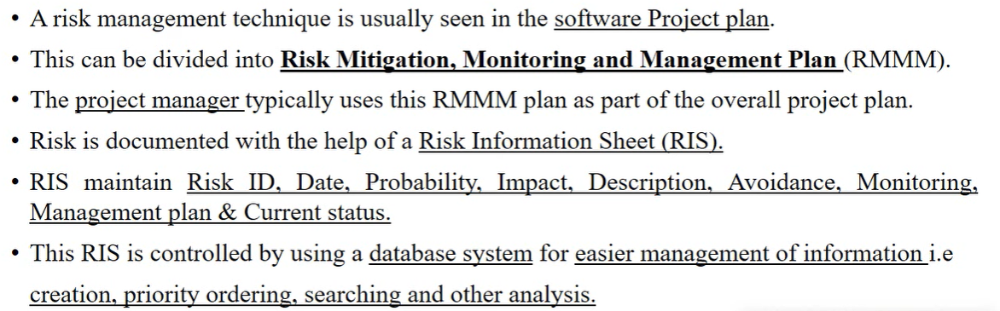 • A risk management technique is usually seen in the software Project plan.
• This can be divided into Risk Mitigation, Monitoring and Management Plan (RMMM).
• The project manager typically uses this RMMM plan as part of the overall project plan.
• Risk is documented with the help of a Risk Information Sheet (RIS).
• RIS maintain Risk ID, Date, Probability, Impact, Description, Avoidance, Monitoring,
Management plan & Current status.
• This RIS is controlled by using a database system for easier management of information i.e
creation, priority ordering, searching and other analysis.